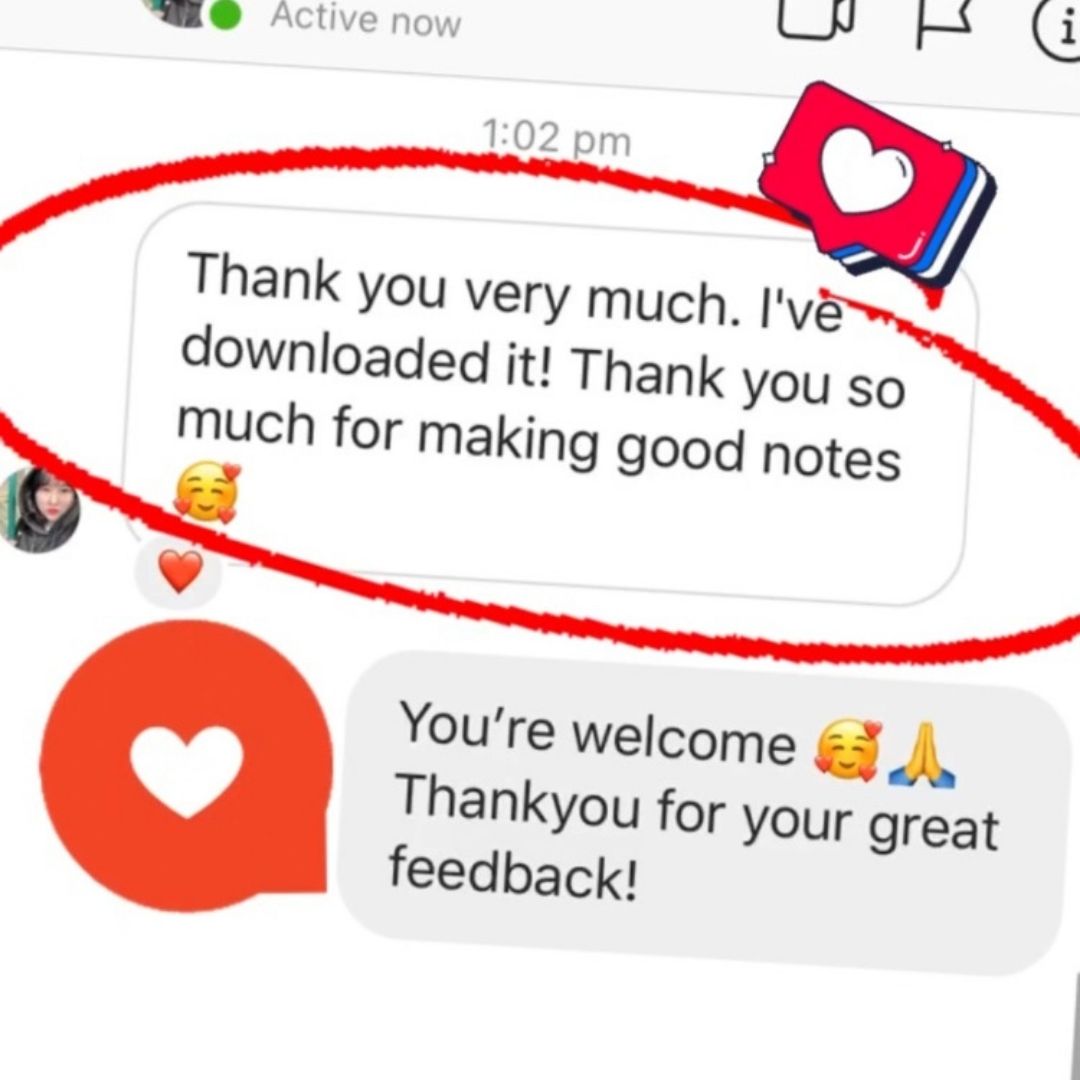 Active now
1:02 pm
Thank you very much. I've
downloaded it! Thank you so
much for making good notes
🥰
❤️
You’re welcome 🥰🙏
Thankyou for your great
feedback!